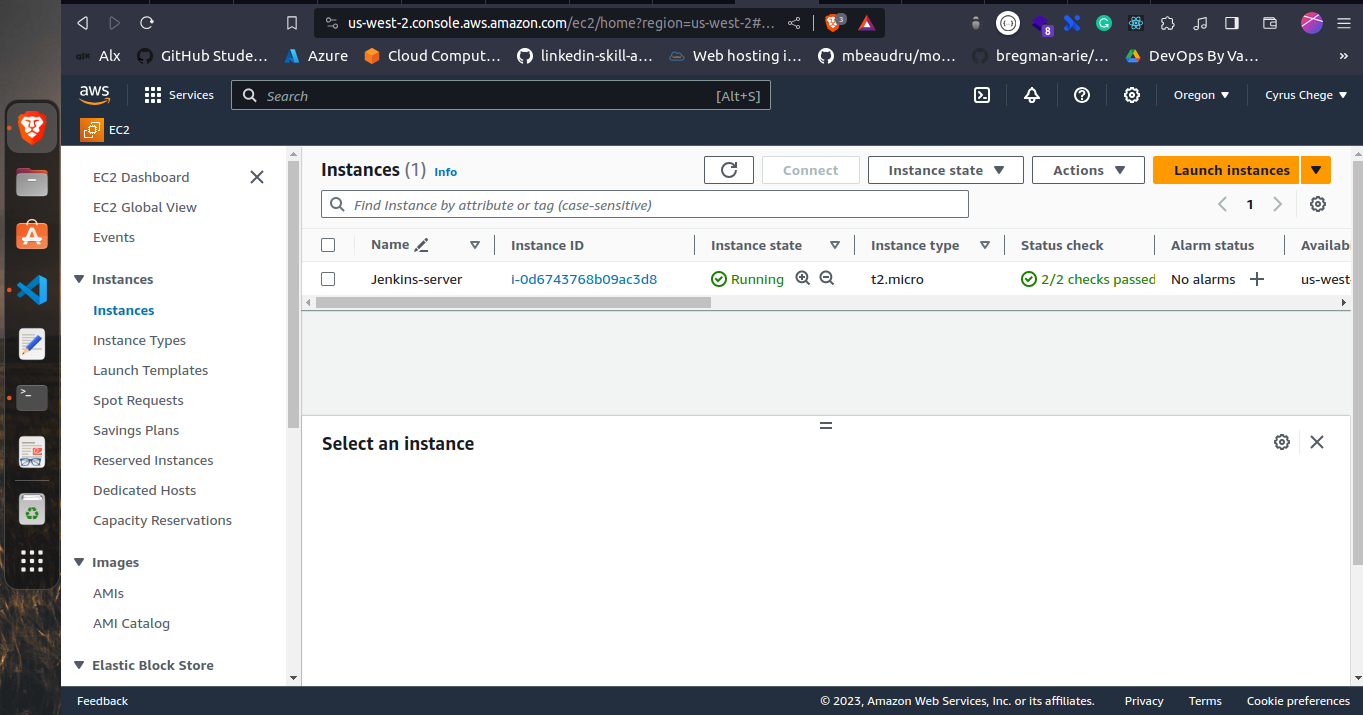 us-west-2.console.aws.amazon.com/ec2/home?region=us-west-2#... 3 8
alx Alx GitHub Stude... Azure Cloud Comput... linkedin-skill-a... Web hosting i... mbeaudru/mo... bregman-arie/... DevOps By Va... »
aws Services Search [Alt+S] Oregon Cyrus Chege
EC2
Instances (1) Info Connect Instance state Actions Launch instances
Find Instance by attribute or tag (case-sensitive) 1
Name Instance ID Instance state Instance type Status check Alarm status Availabi
Jenkins-server i-0d6743768b09ac3d8 Running t2.micro 2/2 checks passed No alarms + us-west-
Select an instance
EC2 Dashboard
EC2 Global View
Events
Instances
Instances
Instance Types
Launch Templates
Spot Requests
Savings Plans
Reserved Instances
Dedicated Hosts
Capacity Reservations
Images
AMIs
AMI Catalog
Elastic Block Store
Feedback © 2023, Amazon Web Services, Inc. or its affiliates. Privacy Terms Cookie preferences